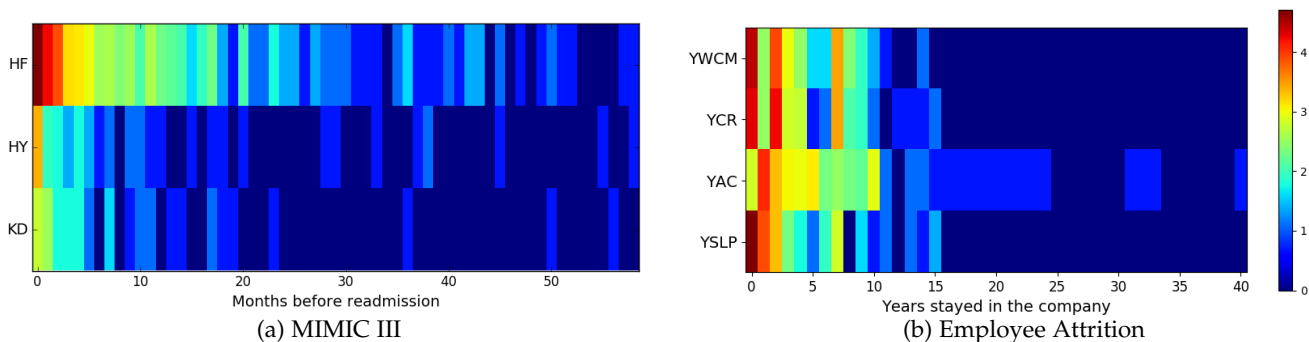 HF
HY
KD
0 10 20 30 40 50
Months before readmission
(a) MIMIC III
YWCM
YCR
YAC
YSLP
0 5 10 15 20 25 30 35 40
Years stayed in the company
(b) Employee Attrition
4
3
2
1
0